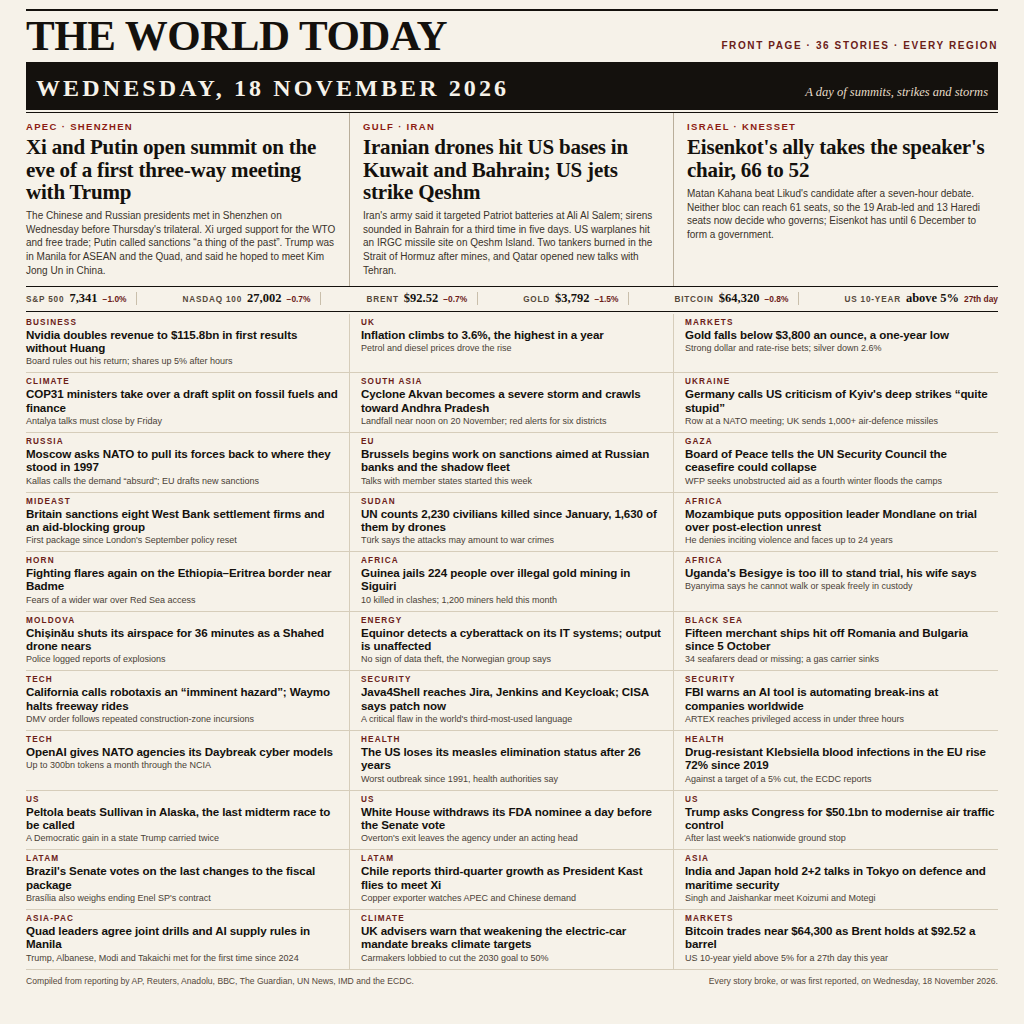 THE WORLD TODAY
FRONT PAGE · 36 STORIES · EVERY REGION
WEDNESDAY, 18 NOVEMBER 2026
A day of summits, strikes and storms
APEC · SHENZHEN
Xi and Putin open summit on the
eve of a first three-way meeting
with Trump
The Chinese and Russian presidents met in Shenzhen on
Wednesday before Thursday's trilateral. Xi urged support for the WTO
and free trade; Putin called sanctions “a thing of the past”. Trump was
in Manila for ASEAN and the Quad, and said he hoped to meet Kim
Jong Un in China.
GULF · IRAN
Iranian drones hit US bases in
Kuwait and Bahrain; US jets
strike Qeshm
Iran's army said it targeted Patriot batteries at Ali Al Salem; sirens
sounded in Bahrain for a third time in five days. US warplanes hit
an IRGC missile site on Qeshm Island. Two tankers burned in the
Strait of Hormuz after mines, and Qatar opened new talks with
Tehran.
ISRAEL · KNESSET
Eisenkot's ally takes the speaker's
chair, 66 to 52
Matan Kahana beat Likud's candidate after a seven-hour debate.
Neither bloc can reach 61 seats, so the 19 Arab-led and 13 Haredi
seats now decide who governs; Eisenkot has until 6 December to
form a government.
S&P 500 7,341 −1.0%
NASDAQ 100 27,002 −0.7%
BRENT $92.52 −0.7%
GOLD $3,792 −1.5%
BITCOIN $64,320 −0.8%
US 10-YEAR above 5% 27th day
BUSINESS
Nvidia doubles revenue to $115.8bn in first results
without Huang
Board rules out his return; shares up 5% after hours
UK
Inflation climbs to 3.6%, the highest in a year
Petrol and diesel prices drove the rise
MARKETS
Gold falls below $3,800 an ounce, a one-year low
Strong dollar and rate-rise bets; silver down 2.6%
CLIMATE
COP31 ministers take over a draft split on fossil fuels and
finance
Antalya talks must close by Friday
SOUTH ASIA
Cyclone Akvan becomes a severe storm and crawls
toward Andhra Pradesh
Landfall near noon on 20 November; red alerts for six districts
UKRAINE
Germany calls US criticism of Kyiv's deep strikes “quite
stupid”
Row at a NATO meeting; UK sends 1,000+ air-defence missiles
RUSSIA
Moscow asks NATO to pull its forces back to where they
stood in 1997
Kallas calls the demand “absurd”; EU drafts new sanctions
EU
Brussels begins work on sanctions aimed at Russian
banks and the shadow fleet
Talks with member states started this week
GAZA
Board of Peace tells the UN Security Council the
ceasefire could collapse
WFP seeks unobstructed aid as a fourth winter floods the camps
MIDEAST
Britain sanctions eight West Bank settlement firms and
an aid-blocking group
First package since London's September policy reset
SUDAN
UN counts 2,230 civilians killed since January, 1,630 of
them by drones
Türk says the attacks may amount to war crimes
AFRICA
Mozambique puts opposition leader Mondlane on trial
over post-election unrest
He denies inciting violence and faces up to 24 years
HORN
Fighting flares again on the Ethiopia–Eritrea border near
Badme
Fears of a wider war over Red Sea access
AFRICA
Guinea jails 224 people over illegal gold mining in
Siguiri
10 killed in clashes; 1,200 miners held this month
AFRICA
Uganda's Besigye is too ill to stand trial, his wife says
Byanyima says he cannot walk or speak freely in custody
MOLDOVA
Chișinău shuts its airspace for 36 minutes as a Shahed
drone nears
Police logged reports of explosions
ENERGY
Equinor detects a cyberattack on its IT systems; output
is unaffected
No sign of data theft, the Norwegian group says
BLACK SEA
Fifteen merchant ships hit off Romania and Bulgaria
since 5 October
34 seafarers dead or missing; a gas carrier sinks
TECH
California calls robotaxis an “imminent hazard”; Waymo
halts freeway rides
DMV order follows repeated construction-zone incursions
SECURITY
Java4Shell reaches Jira, Jenkins and Keycloak; CISA
says patch now
A critical flaw in the world's third-most-used language
SECURITY
FBI warns an AI tool is automating break-ins at
companies worldwide
ARTEX reaches privileged access in under three hours
TECH
OpenAI gives NATO agencies its Daybreak cyber models
Up to 300bn tokens a month through the NCIA
HEALTH
The US loses its measles elimination status after 26
years
Worst outbreak since 1991, health authorities say
HEALTH
Drug-resistant Klebsiella blood infections in the EU rise
72% since 2019
Against a target of a 5% cut, the ECDC reports
US
Peltola beats Sullivan in Alaska, the last midterm race to
be called
A Democratic gain in a state Trump carried twice
US
White House withdraws its FDA nominee a day before
the Senate vote
Overton's exit leaves the agency under an acting head
US
Trump asks Congress for $50.1bn to modernise air traffic
control
After last week's nationwide ground stop
LATAM
Brazil's Senate votes on the last changes to the fiscal
package
Brasília also weighs ending Enel SP's contract
LATAM
Chile reports third-quarter growth as President Kast
flies to meet Xi
Copper exporter watches APEC and Chinese demand
ASIA
India and Japan hold 2+2 talks in Tokyo on defence and
maritime security
Singh and Jaishankar meet Koizumi and Motegi
ASIA-PAC
Quad leaders agree joint drills and AI supply rules in
Manila
Trump, Albanese, Modi and Takaichi met for the first time since 2024
CLIMATE
UK advisers warn that weakening the electric-car
mandate breaks climate targets
Carmakers lobbied to cut the 2030 goal to 50%
MARKETS
Bitcoin trades near $64,300 as Brent holds at $92.52 a
barrel
US 10-year yield above 5% for a 27th day this year
Compiled from reporting by AP, Reuters, Anadolu, BBC, The Guardian, UN News, IMD and the ECDC.
Every story broke, or was first reported, on Wednesday, 18 November 2026.